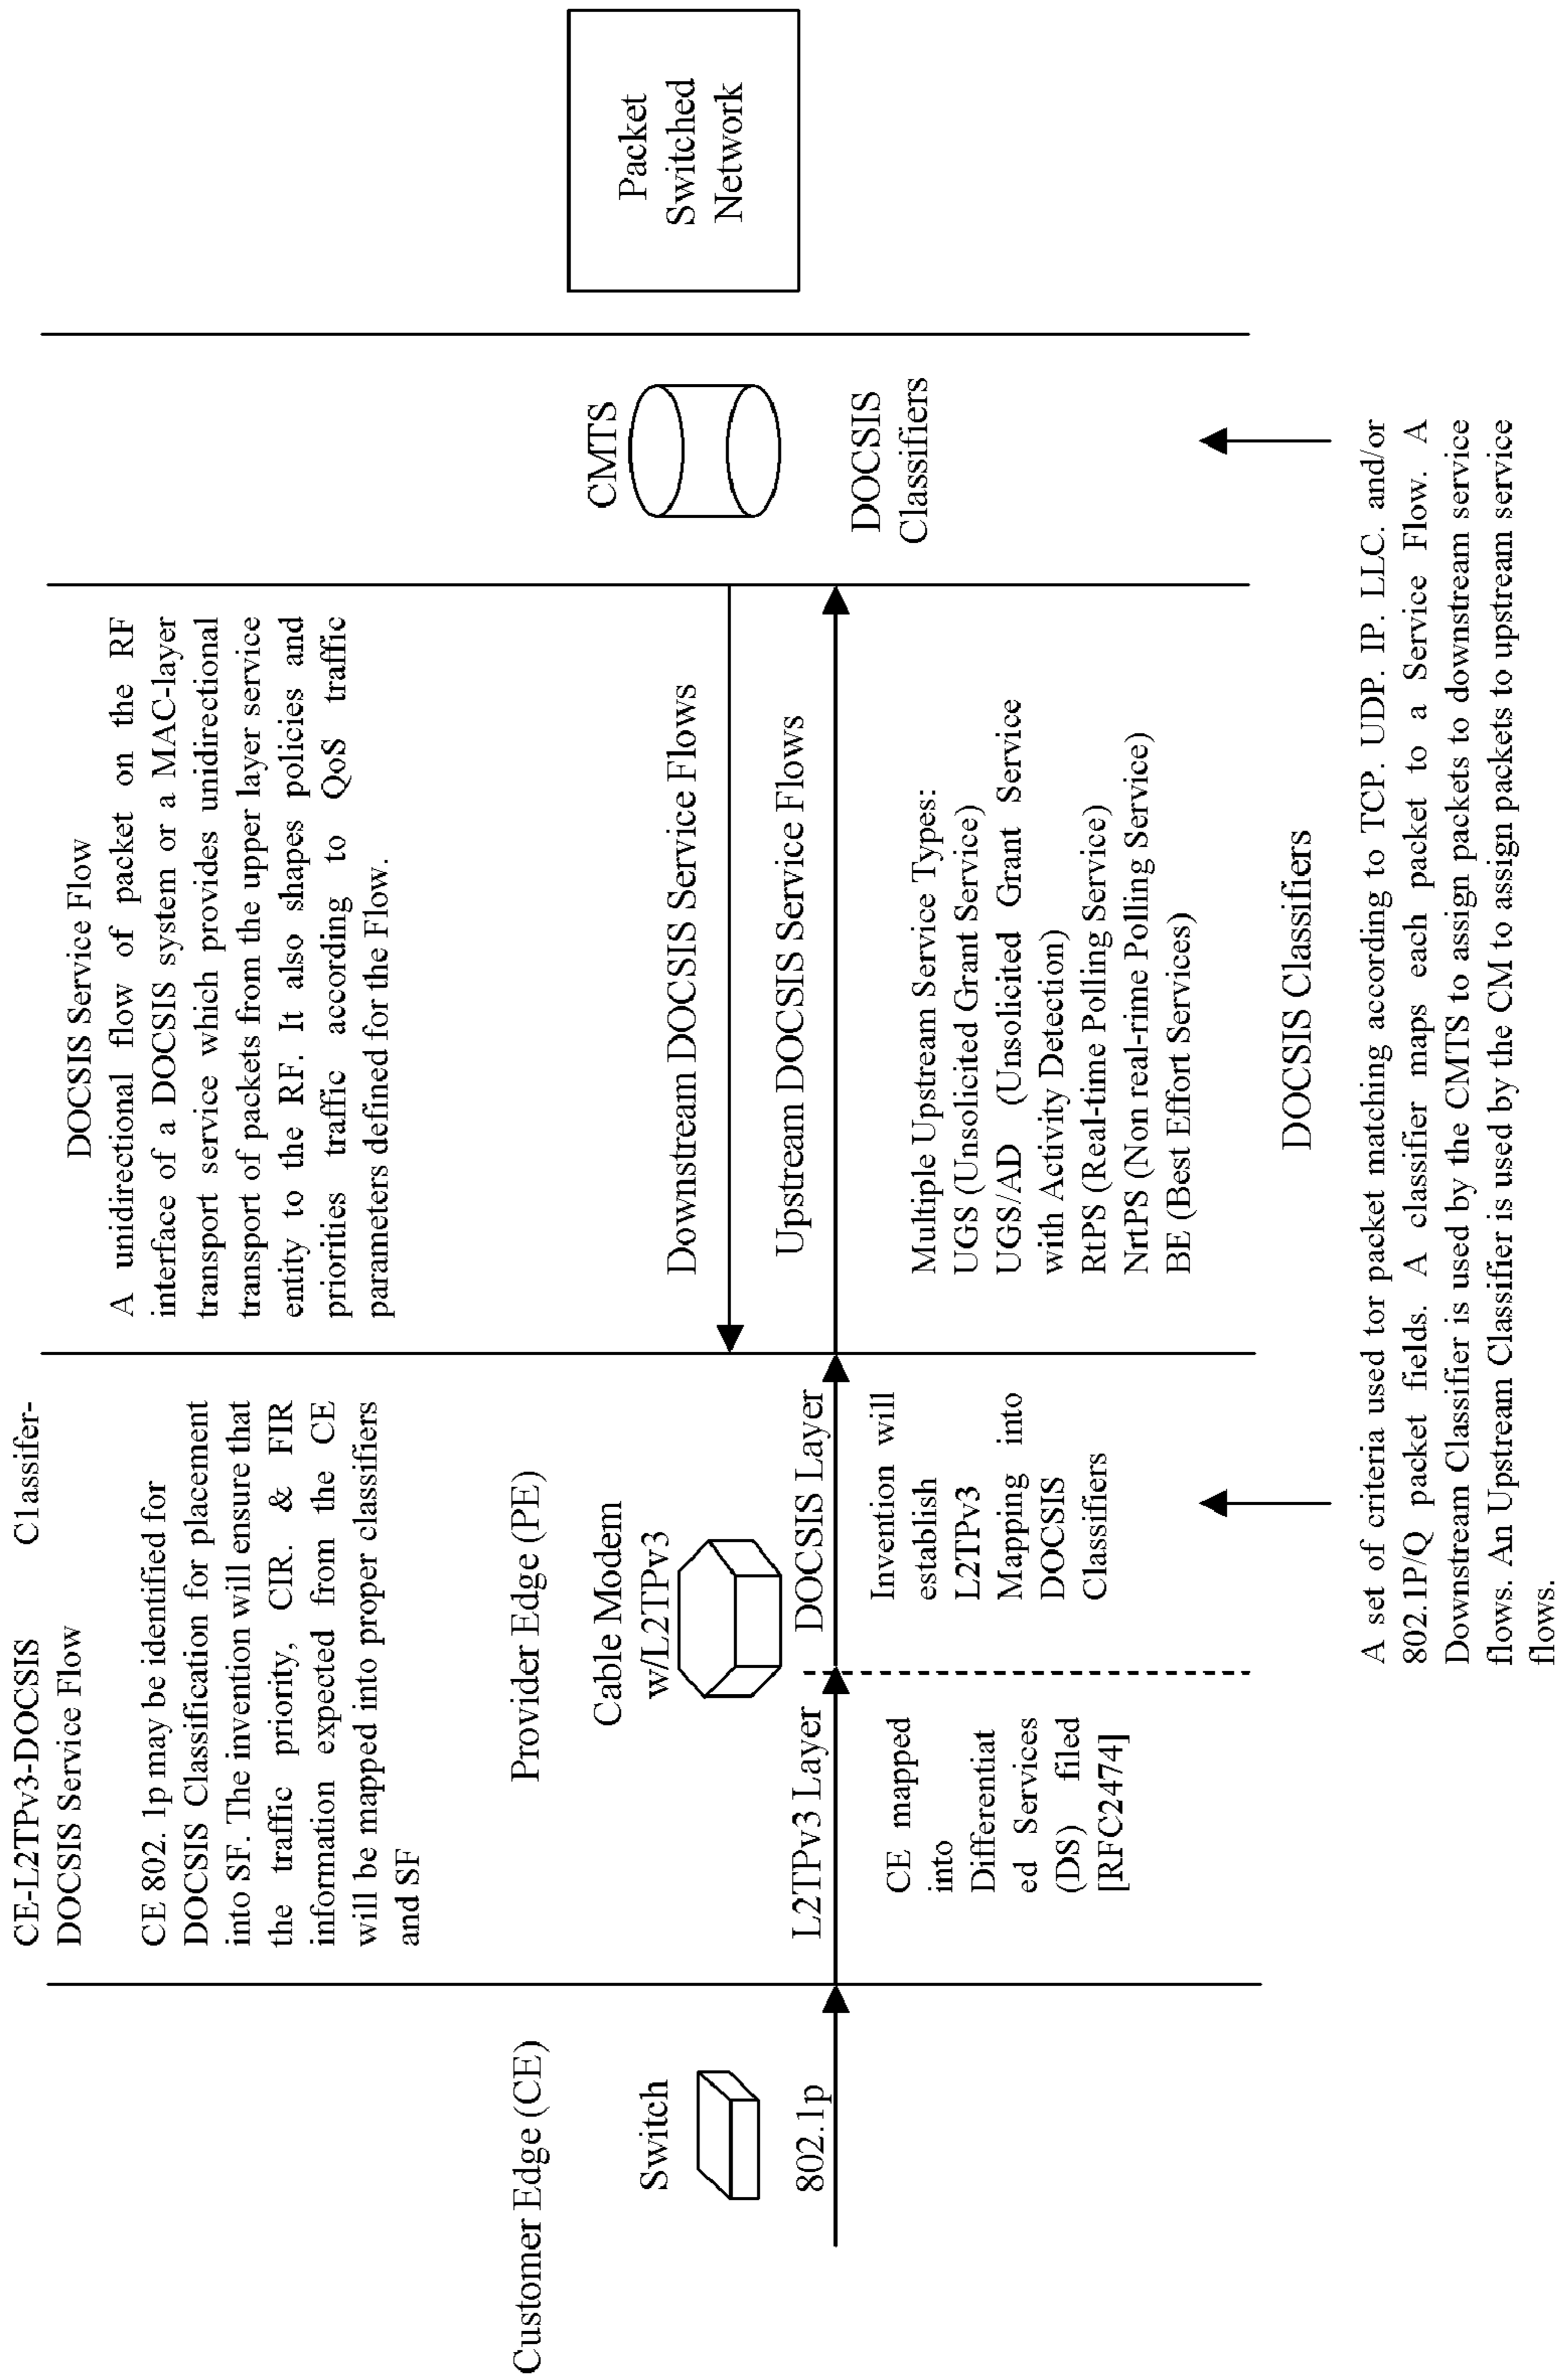 CE-L2TPv3-DOCSIS Classifer-
DOCSIS Service Flow
CE 802. 1p may be identified for
DOCSIS Classification for placement
into SF. The invention will ensure that
the traffic priority, CIR. & FIR
information expected from the CE
will be mapped into proper classifiers
and SF
DOCSIS Service Flow
A unidirectional flow of packet on the RF
interface of a DOCSIS system or a MAC-layer
transport service which provides unidirectional
transport of packets from the upper layer service
entity to the RF. It also shapes policies and
priorities traffic according to QoS traffic
parameters defined for the Flow.
Customer Edge (CE)
Switch
802.1p
Provider Edge (PE)
Cable Modem
w/L2TPv3
L2TPv3 Layer
DOCSIS Layer
CE mapped
into
Differentiat
ed Services
(DS) filed
[RFC2474]
Invention will
establish
L2TPv3
Mapping into
DOCSIS
Classifiers
Downstream DOCSIS Service Flows
Upstream DOCSIS Service Flows
Multiple Upstream Service Types:
UGS (Unsolicited Grant Service)
UGS/AD (Unsolicited Grant Service
with Activity Detection)
RtPS (Real-time Polling Service)
NrtPS (Non real-rime Polling Service)
BE (Best Effort Services)
CMTS
DOCSIS
Classifiers
Packet
Switched
Network
DOCSIS Classifiers
A set of criteria used tor packet matching according to TCP. UDP. IP. LLC. and/or
802.1P/Q packet fields. A classifier maps each packet to a Service Flow. A
Downstream Classifier is used by the CMTS to assign packets to downstream service
flows. An Upstream Classifier is used by the CM to assign packets to upstream service
flows.